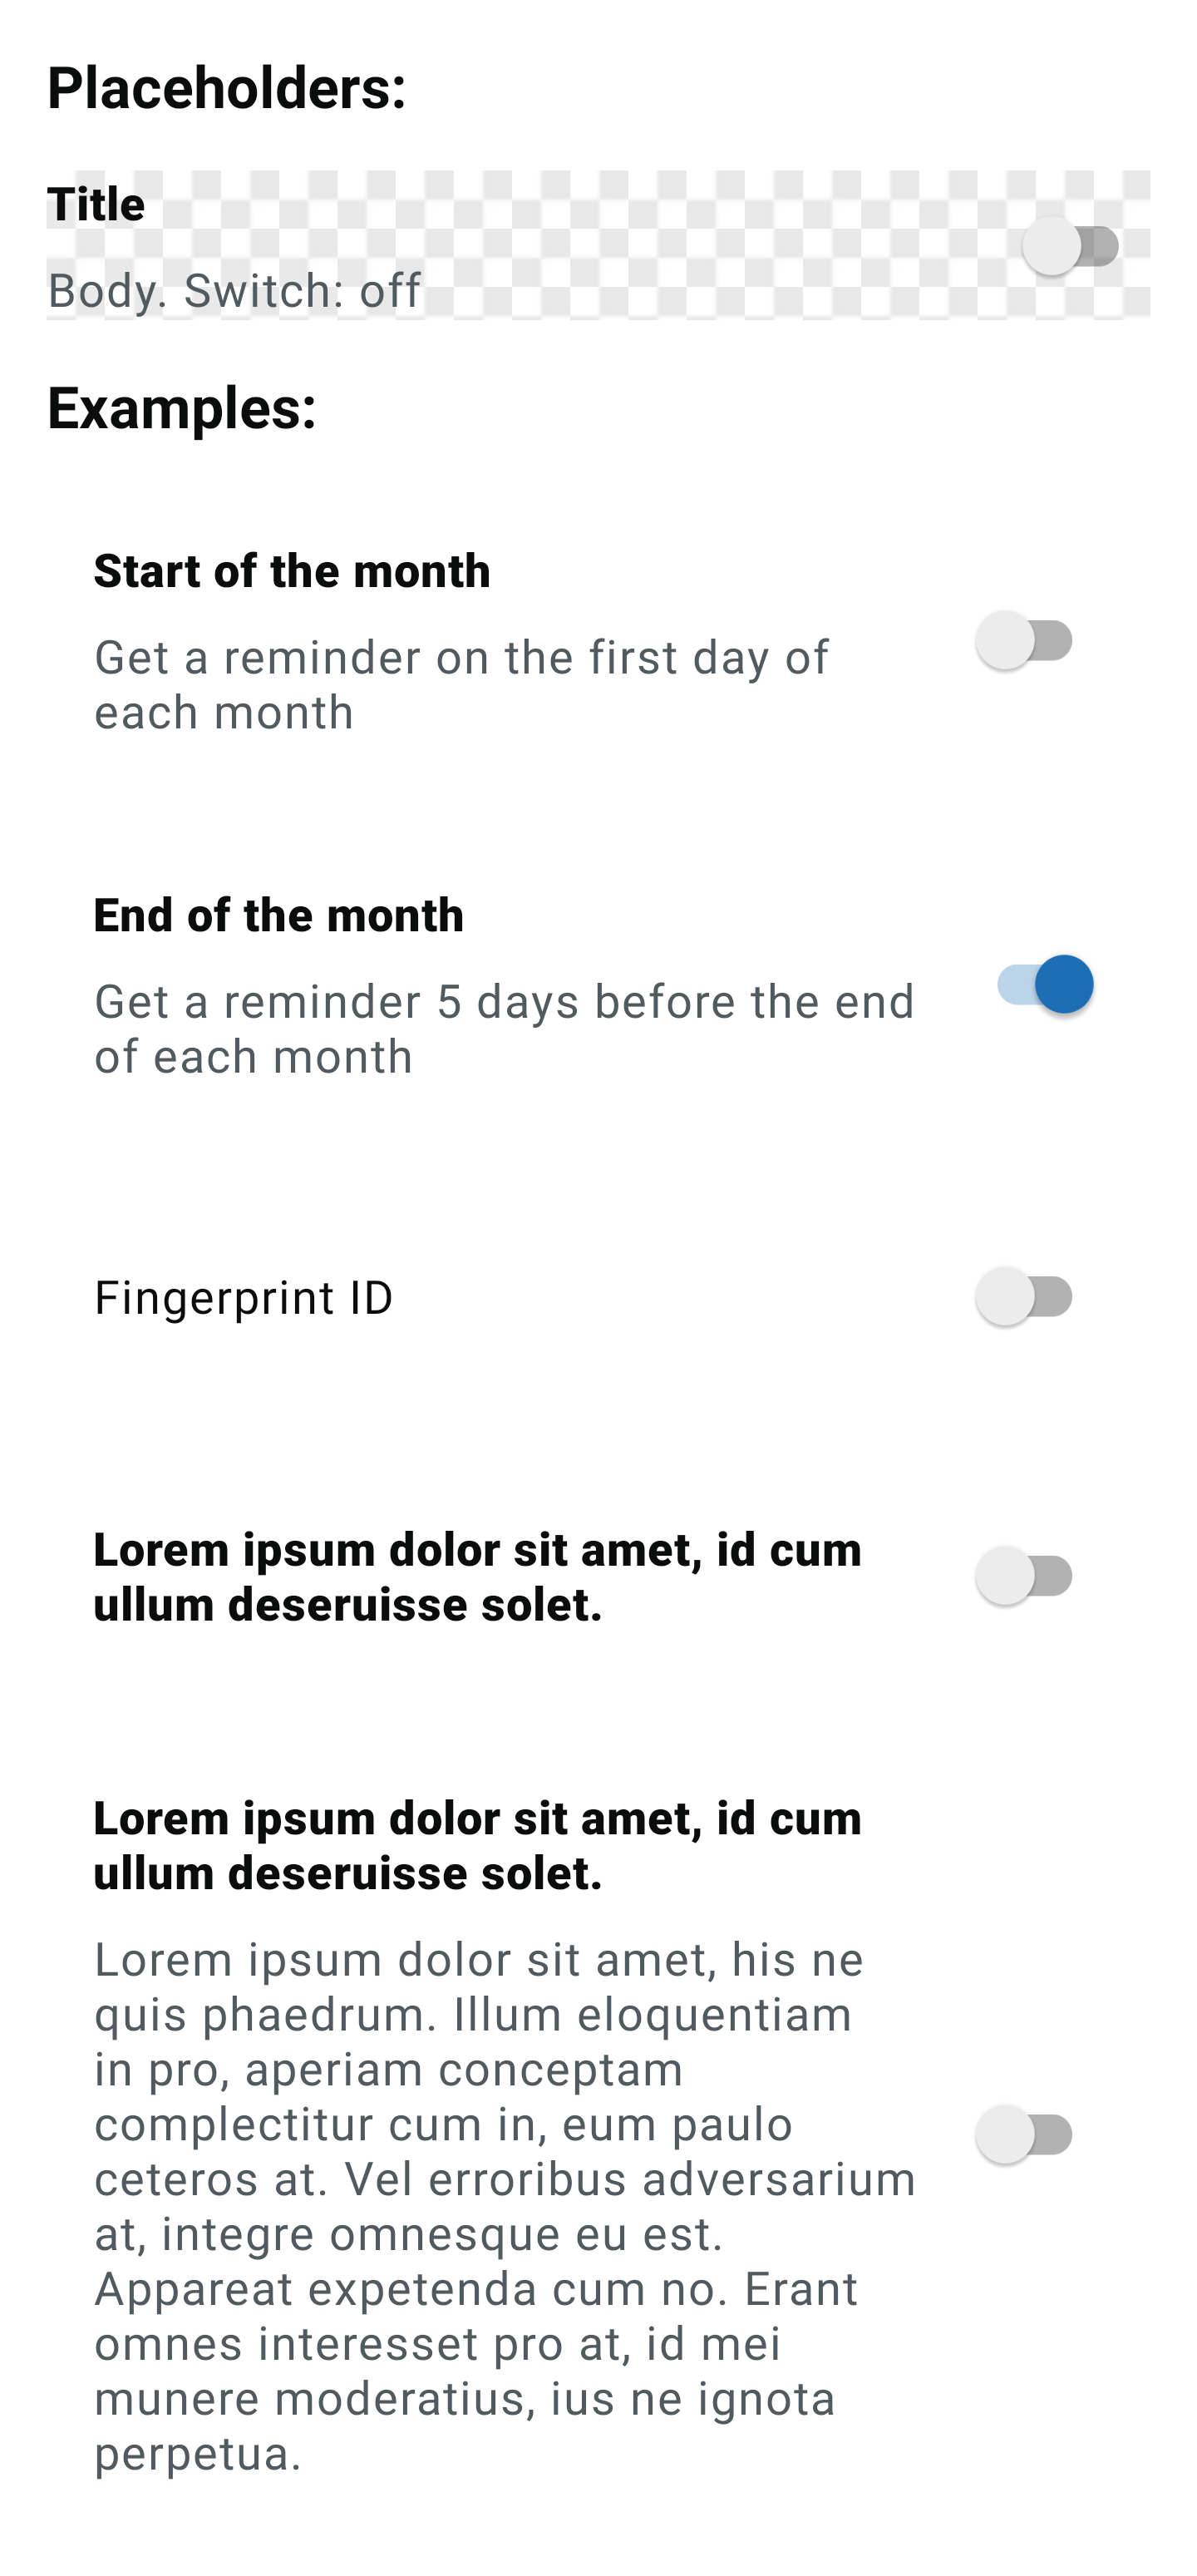 Placeholders:
Title
Body. Switch: off
Examples:
Start of the month
Get a reminder on the first day of
each month
End of the month
Get a reminder 5 days before the end
of each month
Fingerprint ID
Lorem ipsum dolor sit amet, id cum
ullum deseruisse solet.
Lorem ipsum dolor sit amet, id cum
ullum deseruisse solet.
Lorem ipsum dolor sit amet, his ne
quis phaedrum. Illum eloquentiam
in pro, aperiam conceptam
complectitur cum in, eum paulo
ceteros at. Vel erroribus adversarium
at, integre omnesque eu est.
Appareat expetenda cum no. Erant
omnes interesset pro at, id mei
munere moderatius, ius ne ignota
perpetua.